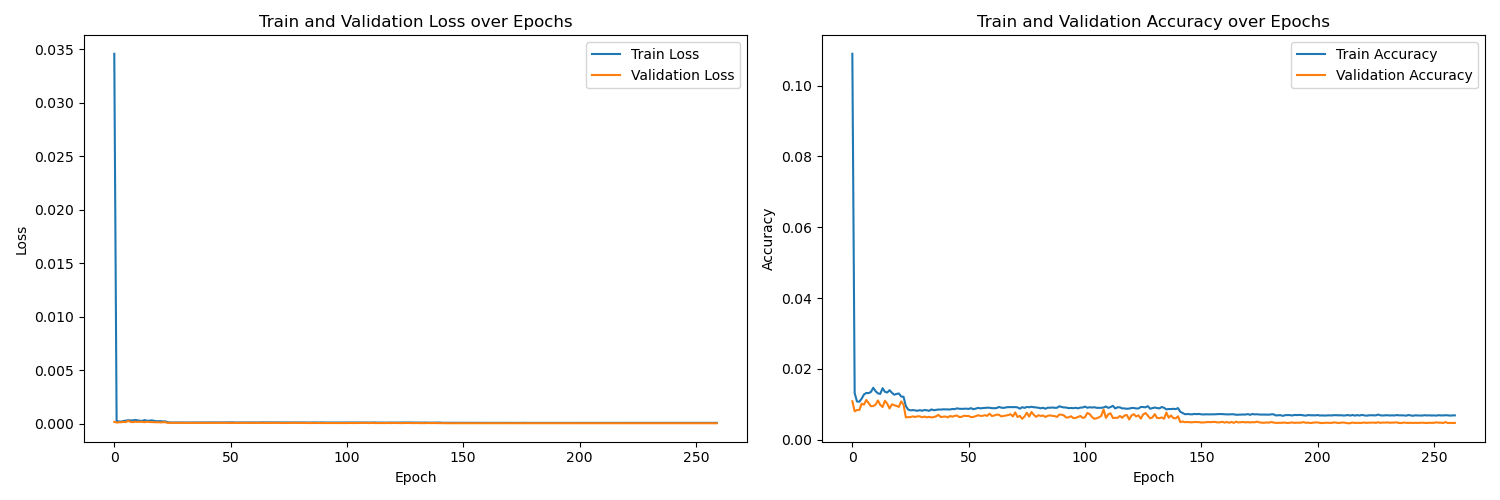 Train and Validation Loss over Epochs
Train Loss
Validation Loss
0.035
0.030
0.025
0.020
0.015
0.010
0.005
0.000
Loss
0 50 100 150 200 250
Epoch
Train and Validation Accuracy over Epochs
Train Accuracy
Validation Accuracy
0.10
0.08
0.06
0.04
0.02
0.00
Accuracy
0 50 100 150 200 250
Epoch